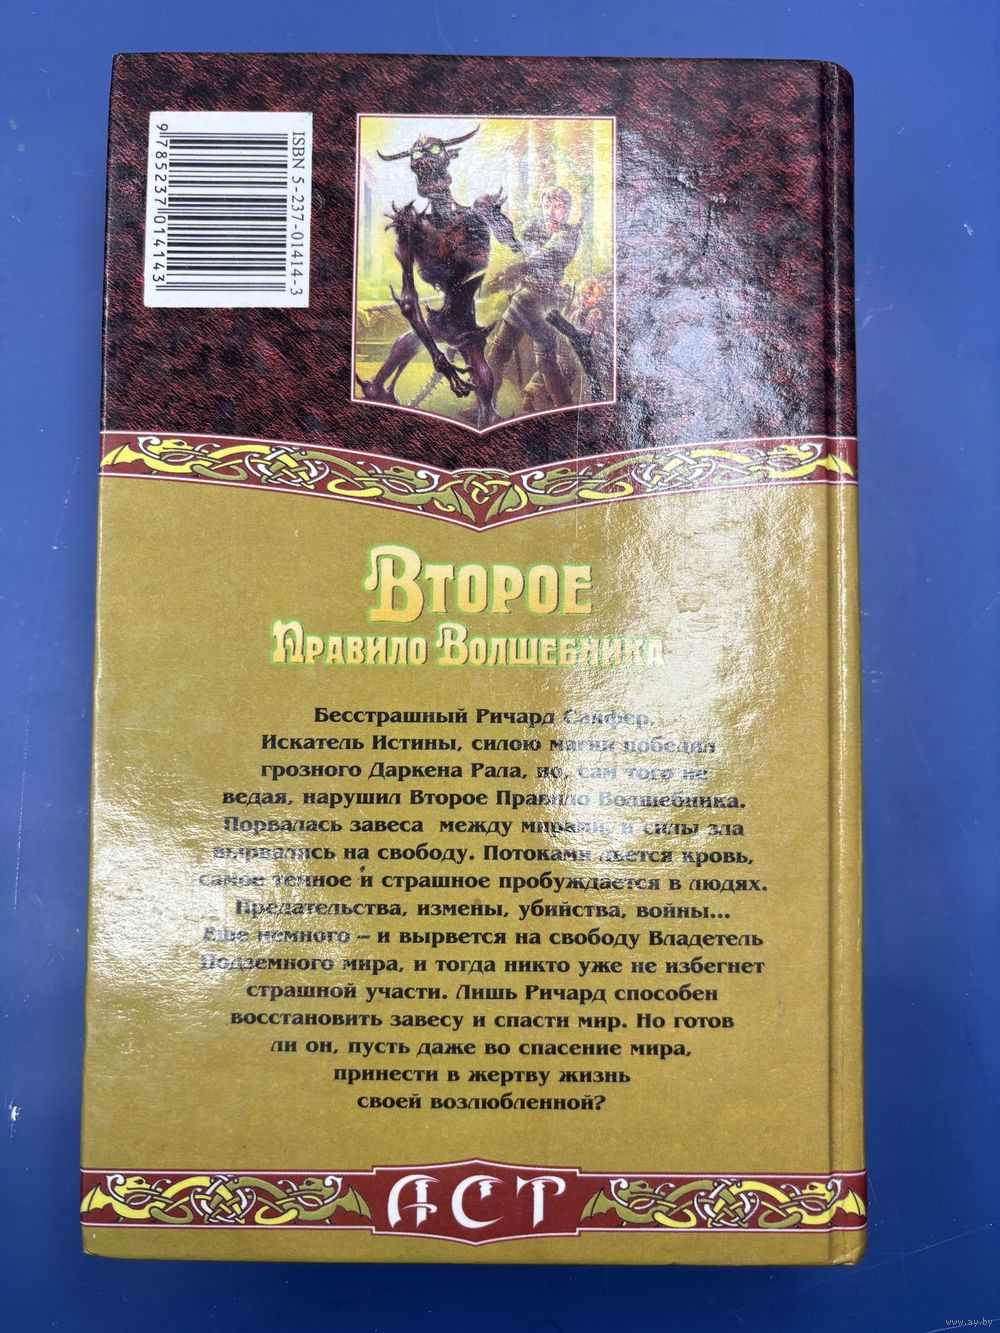 ISBN 5-237-01414-3
9785237014143
Второе
Правило Волшебника
Бесстрашный Ричард Сайфер,
Искатель Истины, силою магии победил
грозного Даркена Рала, но, сам того не
ведая, нарушил Второе Правило Волшебника.
Порвалась завеса между мирами, и силы зла
вырвались на свободу. Потоками льется кровь,
самое темное и страшное пробуждается в людях.
Предательства, измены, убийства, войны...
Еще немного – и вырвется на свободу Владетель
Подземного мира, и тогда никто уже не избегнет
страшной участи. Лишь Ричард способен
восстановить завесу и спасти мир. Но готов
ли он, пусть даже во спасение мира,
принести в жертву жизнь
своей возлюбленной?
АСТ
www.ay.by